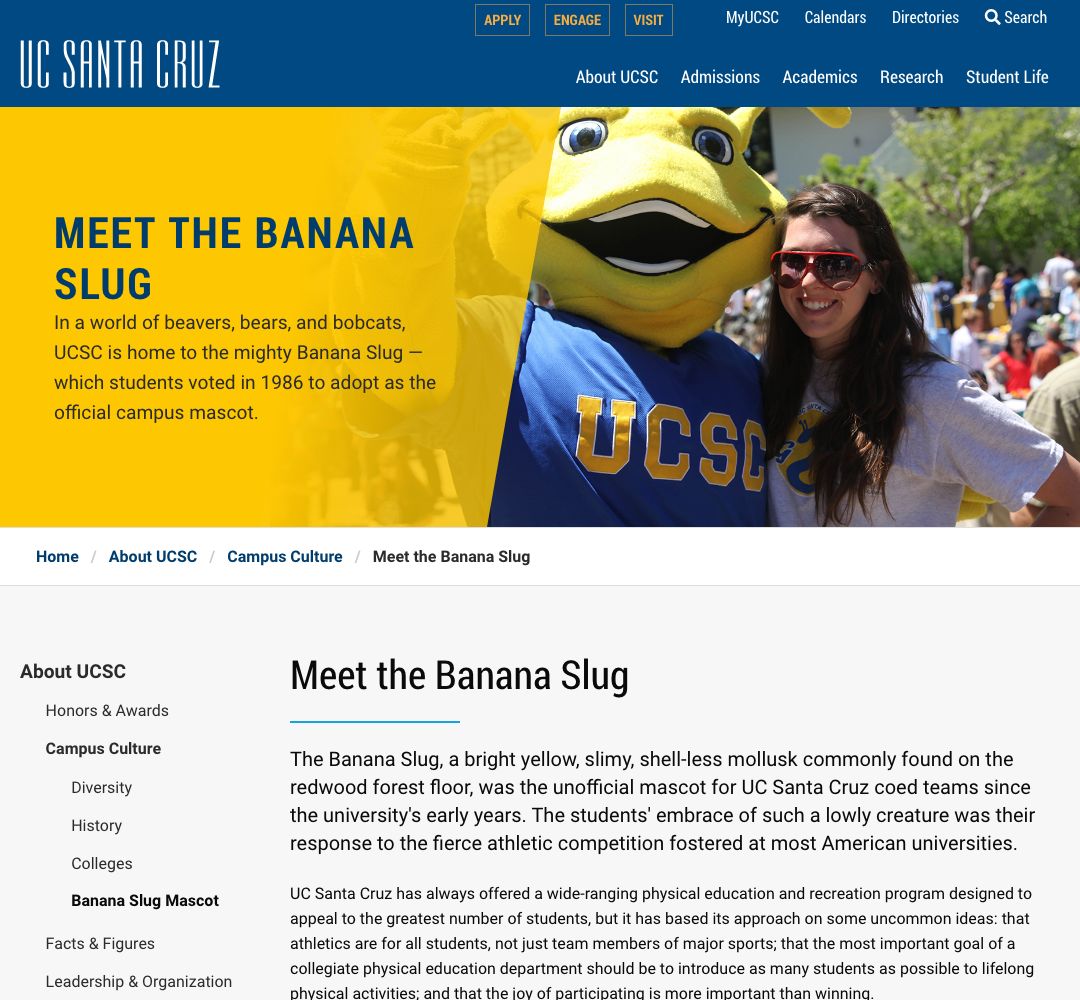 APPLY ENGAGE VISIT MyUCSC Calendars Directories Search
UC SANTA CRUZ
About UCSC Admissions Academics Research Student Life
MEET THE BANANA
SLUG
In a world of beavers, bears, and bobcats,
UCSC is home to the mighty Banana Slug —
which students voted in 1986 to adopt as the
official campus mascot.
UCSC
Home / About UCSC / Campus Culture / Meet the Banana Slug
About UCSC
Honors & Awards
Campus Culture
Diversity
History
Colleges
Banana Slug Mascot
Facts & Figures
Leadership & Organization
Meet the Banana Slug
The Banana Slug, a bright yellow, slimy, shell-less mollusk commonly found on the
redwood forest floor, was the unofficial mascot for UC Santa Cruz coed teams since
the university's early years. The students' embrace of such a lowly creature was their
response to the fierce athletic competition fostered at most American universities.
UC Santa Cruz has always offered a wide-ranging physical education and recreation program designed to
appeal to the greatest number of students, but it has based its approach on some uncommon ideas: that
athletics are for all students, not just team members of major sports; that the most important goal of a
collegiate physical education department should be to introduce as many students as possible to lifelong
physical activities; and that the joy of participating is more important than winning.